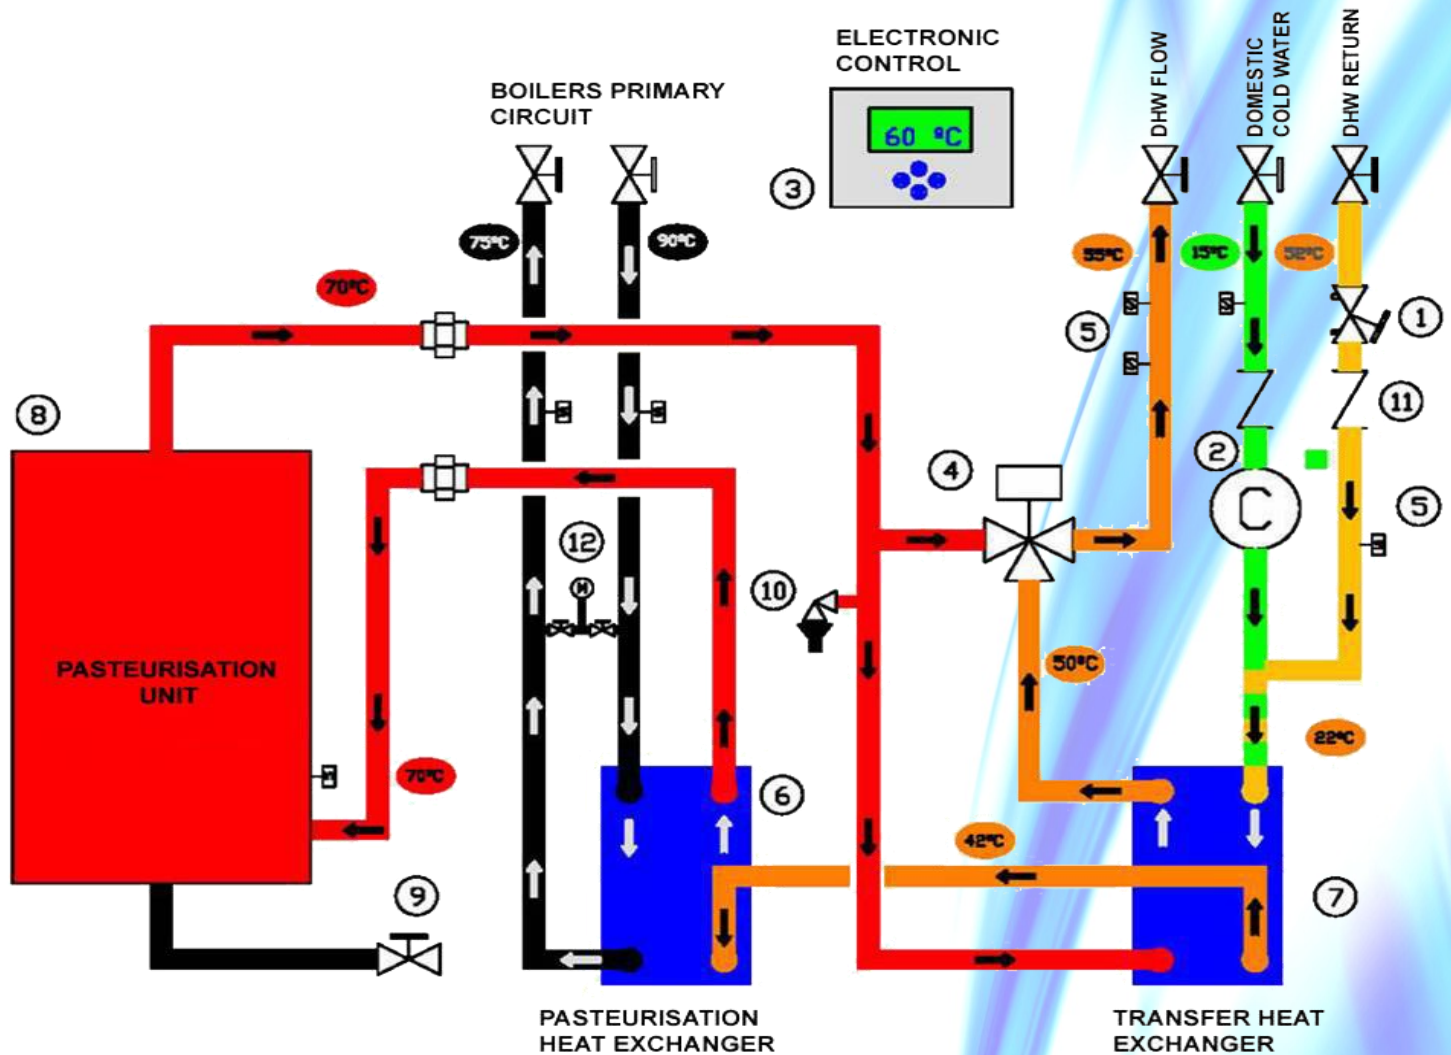 ELECTRONIC
CONTROL
BOILERS PRIMARY
CIRCUIT
60 ºC
DHW FLOW
DOMESTIC
COLD WATER
DHW RETURN
3
75ºC
90ºC
55ºC
15ºC
52ºC
70ºC
1
5
8
11
2
4
5
12
10
50ºC
PASTEURISATION
UNIT
22ºC
70ºC
6
42ºC
9
7
PASTEURISATION
HEAT EXCHANGER
TRANSFER HEAT
EXCHANGER
C
M